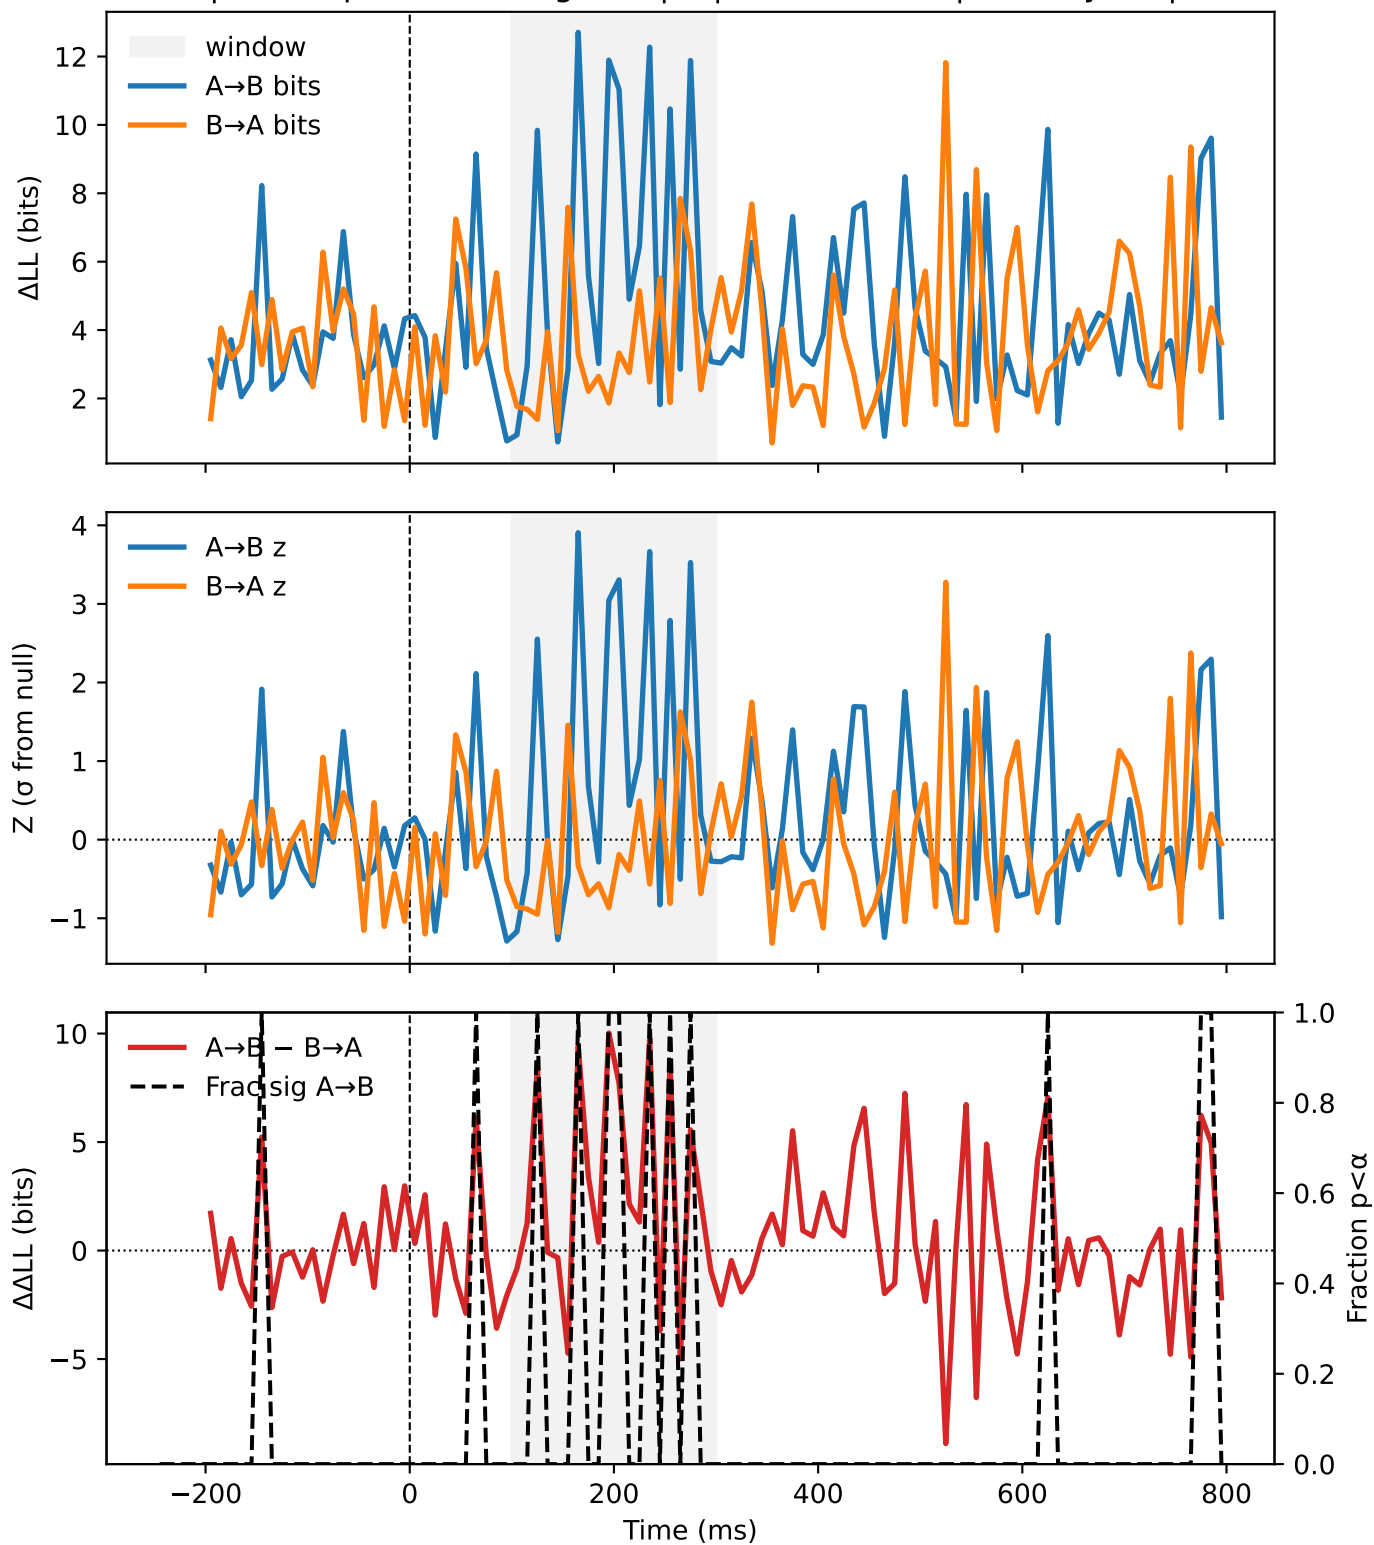 12
10
8
6
4
2
ΔLL (bits)
window
A→B bits
B→A bits
4
3
2
1
0
−1
Z (σ from null)
A→B z
B→A z
10
5
0
−5
ΔΔLL (bits)
A→B − B→A
Frac sig A→B
1.0
0.8
0.6
0.4
0.2
0.0
Fraction p<α
−200 0 200 400 600 800
Time (ms)